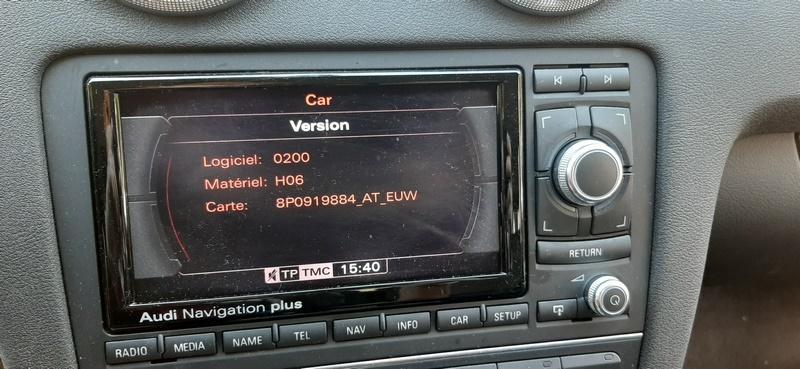 Car
Version
Logiciel: 0200
Matériel: H06
Carte: 8P0919884_AT_EUW
TP TMC 15:40
Audi Navigation plus
RADIO MEDIA NAME TEL NAV INFO CAR SETUP
RETURN